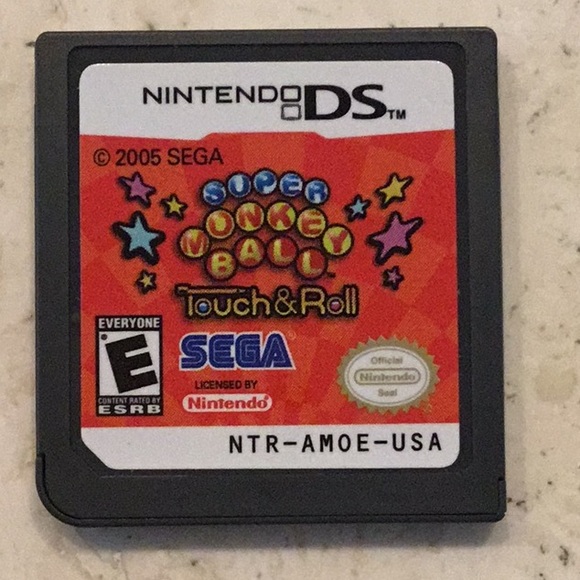 NINTENDO DS™
© 2005 SEGA
SUPER
MONKEY
BALL™
Touch & Roll
EVERYONE
E
CONTENT RATED BY
ESRB
SEGA®
LICENSED BY
Nintendo®
Official
Nintendo
Seal
NTR-AMOE-USA